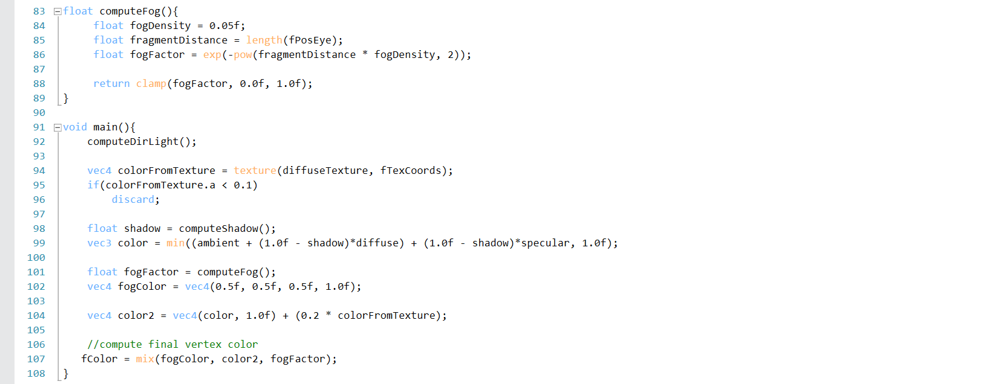 83 float computeFog(){
84 float fogDensity = 0.05f;
85 float fragmentDistance = length(fPosEye);
86 float fogFactor = exp(-pow(fragmentDistance * fogDensity, 2));
87
88 return clamp(fogFactor, 0.0f, 1.0f);
89 }
90
91 void main(){
92 computeDirLight();
93
94 vec4 colorFromTexture = texture(diffuseTexture, fTexCoords);
95 if(colorFromTexture.a < 0.1)
96 discard;
97
98 float shadow = computeShadow();
99 vec3 color = min((ambient + (1.0f - shadow)*diffuse) + (1.0f - shadow)*specular, 1.0f);
100
101 float fogFactor = computeFog();
102 vec4 fogColor = vec4(0.5f, 0.5f, 0.5f, 1.0f);
103
104 vec4 color2 = vec4(color, 1.0f) + (0.2 * colorFromTexture);
105
106 //compute final vertex color
107 fColor = mix(fogColor, color2, fogFactor);
108 }